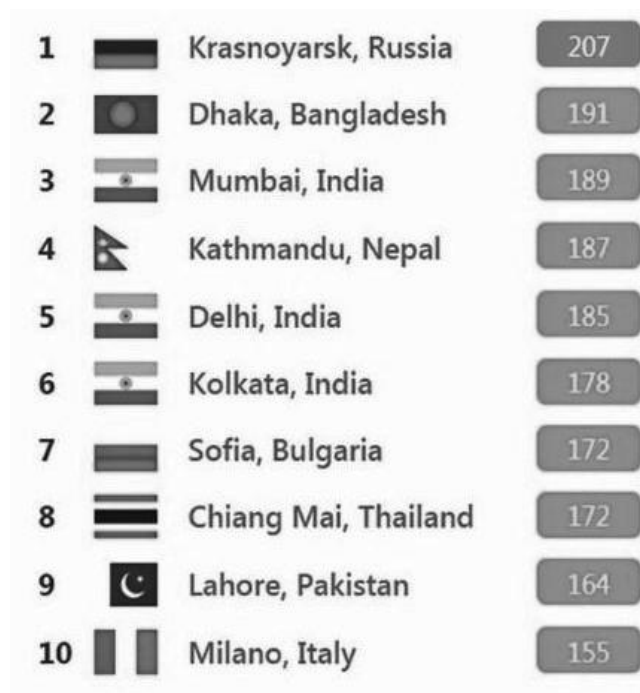 1 Krasnoyarsk, Russia 207
2 Dhaka, Bangladesh 191
3 Mumbai, India 189
4 Kathmandu, Nepal 187
5 Delhi, India 185
6 Kolkata, India 178
7 Sofia, Bulgaria 172
8 Chiang Mai, Thailand 172
9 Lahore, Pakistan 164
10 Milano, Italy 155